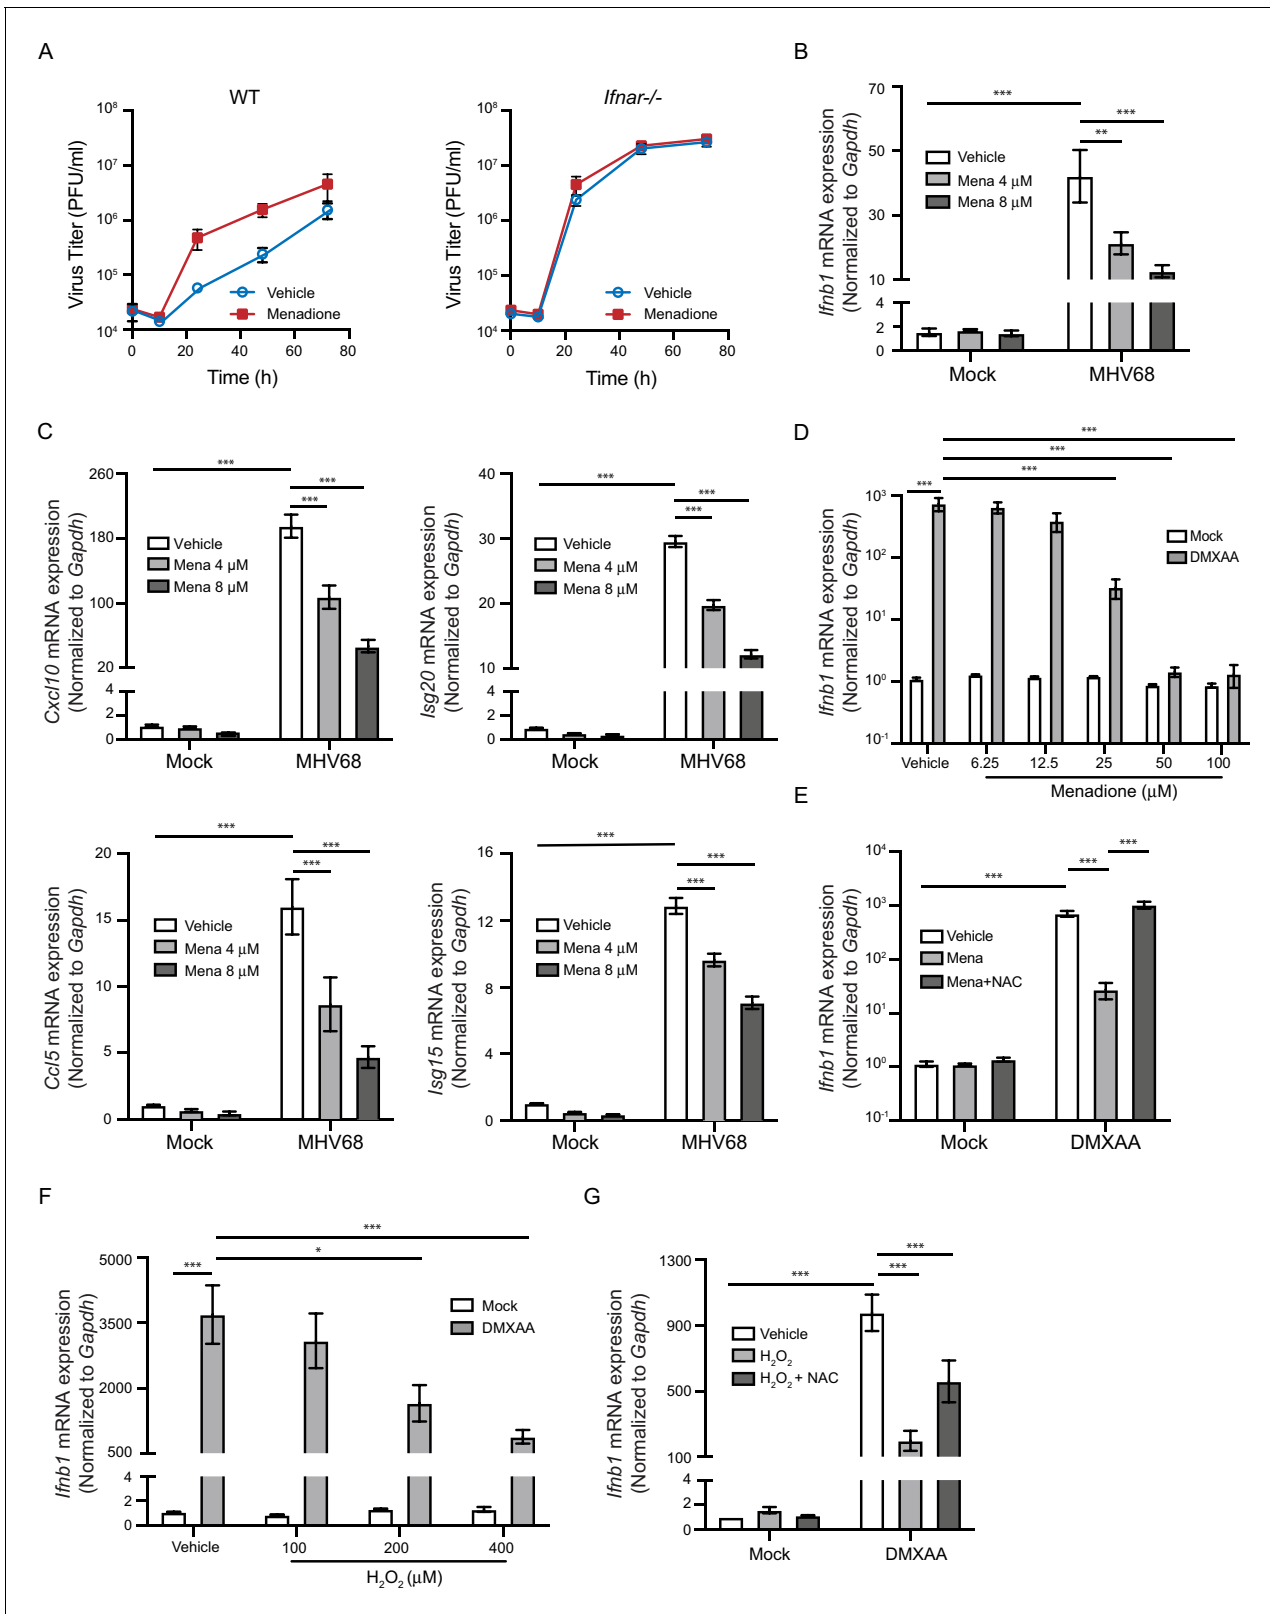 A
WT
Virus Titer (PFU/ml)
10⁸
10⁷
10⁶
10⁵
10⁴
Vehicle
Menadione
0 20 40 60 80
Time (h)
Ifnar-/-
Virus Titer (PFU/ml)
10⁸
10⁷
10⁶
10⁵
10⁴
Vehicle
Menadione
0 20 40 60 80
Time (h)
B
Ifnb1 mRNA expression
(Normalized to Gapdh)
70
50
30
10
4
2
0
***
***
**
Vehicle
Mena 4 μM
Mena 8 μM
Mock MHV68
C
Cxcl10 mRNA expression
(Normalized to Gapdh)
260
180
100
20
4
2
0
***
***
***
Vehicle
Mena 4 μM
Mena 8 μM
Mock MHV68
Isg20 mRNA expression
(Normalized to Gapdh)
40
30
20
10
4
2
0
***
***
***
Vehicle
Mena 4 μM
Mena 8 μM
Mock MHV68
Ccl5 mRNA expression
(Normalized to Gapdh)
20
15
10
5
0
***
***
***
Vehicle
Mena 4 μM
Mena 8 μM
Mock MHV68
Isg15 mRNA expression
(Normalized to Gapdh)
16
12
8
4
0
***
***
***
Vehicle
Mena 4 μM
Mena 8 μM
Mock MHV68
D
Ifnb1 mRNA expression
(Normalized to Gapdh)
10³
10²
10¹
10⁰
10⁻¹
***
***
***
***
Mock
DMXAA
Vehicle 6.25 12.5 25 50 100
Menadione (μM)
E
Ifnb1 mRNA expression
(Normalized to Gapdh)
10⁴
10³
10²
10¹
10⁰
10⁻¹
***
***
***
Vehicle
Mena
Mena+NAC
Mock DMXAA
F
Ifnb1 mRNA expression
(Normalized to Gapdh)
5000
3500
2000
500
4
2
0
***
*
***
Mock
DMXAA
Vehicle 100 200 400
H₂O₂ (μM)
G
Ifnb1 mRNA expression
(Normalized to Gapdh)
1300
900
500
100
4
2
0
***
***
***
Vehicle
H₂O₂
H₂O₂ + NAC
Mock DMXAA